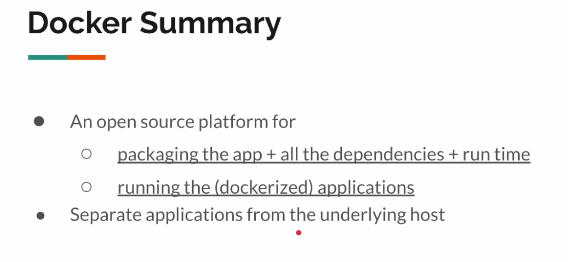 Docker Summary
● An open source platform for
○ packaging the app + all the dependencies + run time
○ running the (dockerized) applications
● Separate applications from the underlying host